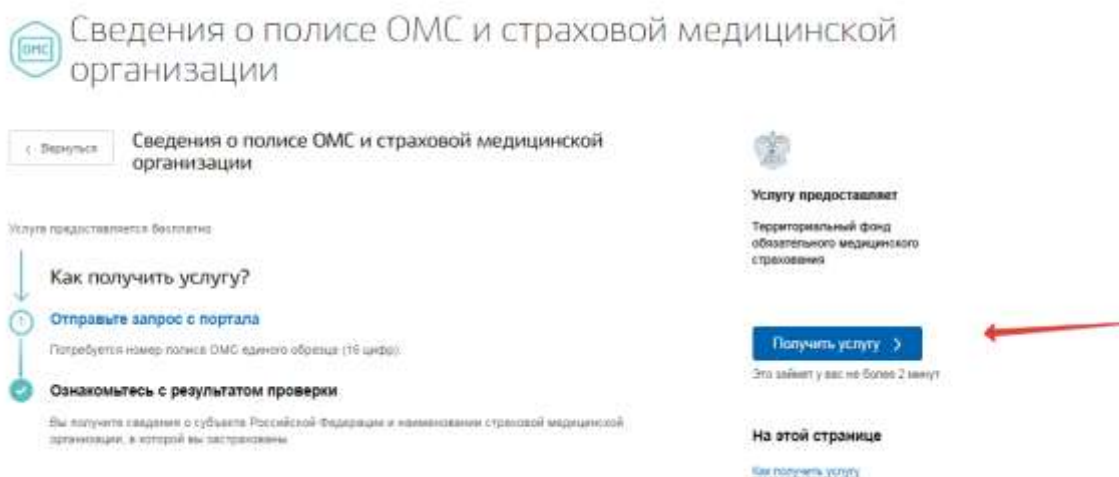 ОМС
Сведения о полисе ОМС и страховой медицинской
организации
Вернуться
Сведения о полисе ОМС и страховой медицинской
организации
Услуга предоставляется бесплатно
Как получить услугу?
1
Отправьте запрос с портала
Потребуется номер полиса ОМС единого образца (16 цифр).
Ознакомьтесь с результатом проверки
Вы получите сведения о субъекте Российской Федерации и наименовании страховой медицинской
организации, в которой вы застрахованы
Услугу предоставляет
Территориальный фонд
обязательного медицинского
страхования
Получить услугу
Это займет у вас не более 2 минут
На этой странице
Как получить услугу